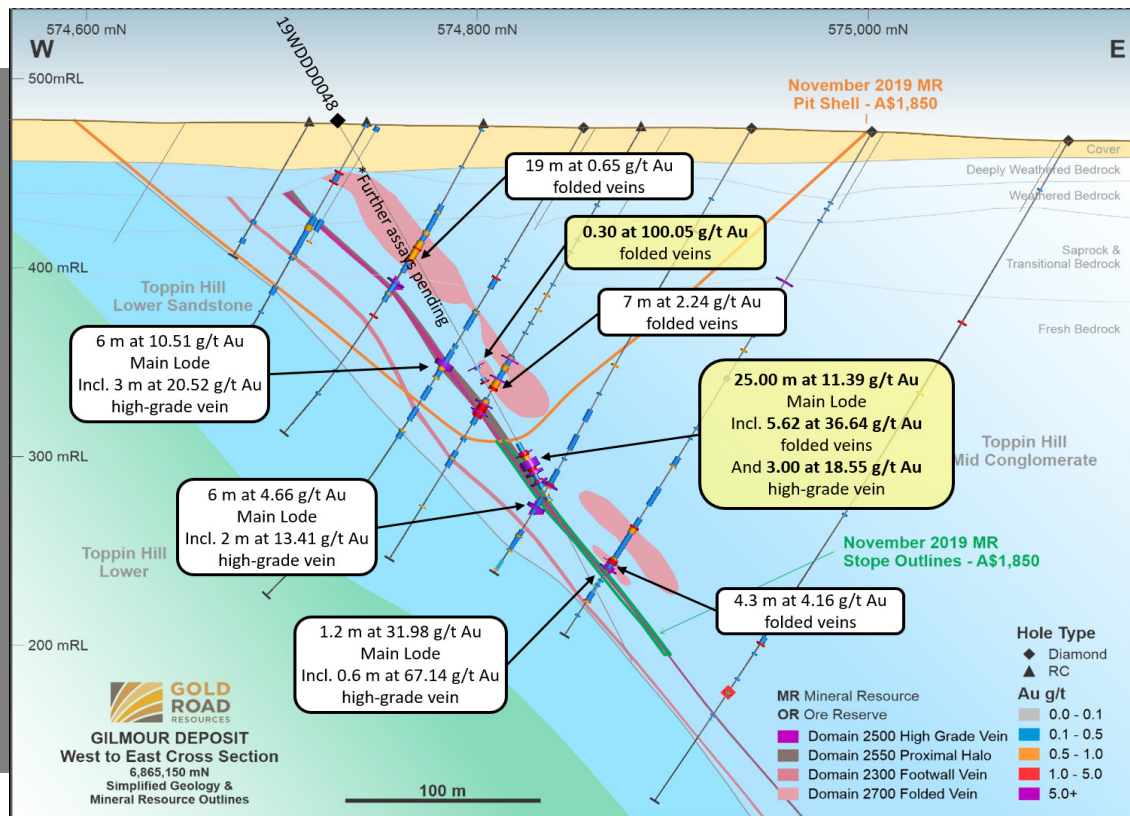 574,600 mN
574,800 mN
575,000 mN
W
E
19WDDD0048
500mRL
400 mRL
300 mRL
200 mRL
November 2019 MR
Pit Shell - A$1,850
Cover
Deeply Weathered Bedrock
Weathered Bedrock
Saprock &
Transitional Bedrock
Fresh Bedrock
*Further assays pending
19 m at 0.65 g/t Au
folded veins
0.30 at 100.05 g/t Au
folded veins
7 m at 2.24 g/t Au
folded veins
Toppin Hill
Lower Sandstone
6 m at 10.51 g/t Au
Main Lode
Incl. 3 m at 20.52 g/t Au
high-grade vein
25.00 m at 11.39 g/t Au
Main Lode
Incl. 5.62 at 36.64 g/t Au
folded veins
And 3.00 at 18.55 g/t Au
high-grade vein
Toppin Hill
Mid Conglomerate
6 m at 4.66 g/t Au
Main Lode
Incl. 2 m at 13.41 g/t Au
high-grade vein
Toppin Hill
Lower
November 2019 MR
Stope Outlines - A$1,850
4.3 m at 4.16 g/t Au
folded veins
1.2 m at 31.98 g/t Au
Main Lode
Incl. 0.6 m at 67.14 g/t Au
high-grade vein
GOLD
ROAD
RESOURCES
GILMOUR DEPOSIT
West to East Cross Section
6,865,150 mN
Simplified Geology &
Mineral Resource Outlines
100 m
MR Mineral Resource
OR Ore Reserve
Domain 2500 High Grade Vein
Domain 2550 Proximal Halo
Domain 2300 Footwall Vein
Domain 2700 Folded Vein
Hole Type
Diamond
RC
Au g/t
0.0 - 0.1
0.1 - 0.5
0.5 - 1.0
1.0 - 5.0
5.0+